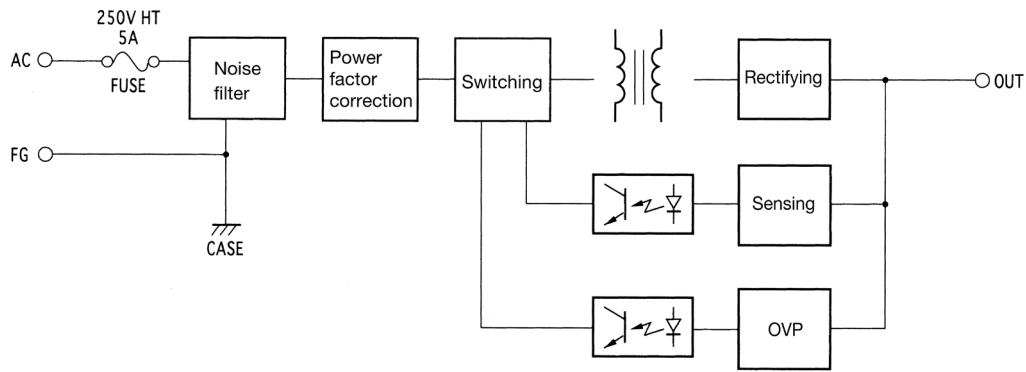 250V HT
5A
AC
FUSE
Noise
filter
Power
factor
correction
Switching
Rectifying
OUT
FG
CASE
Sensing
OVP